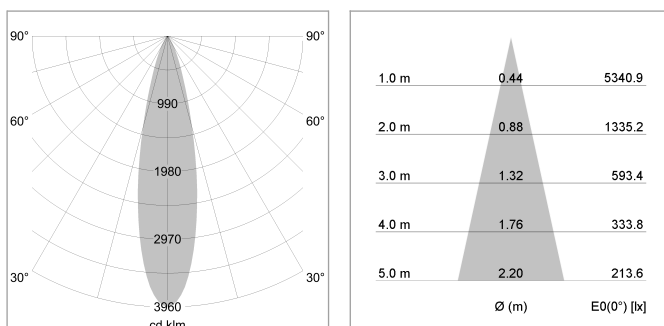 90° 90°
990
60° 60°
1980
2970
30° 30°
3960
cd klm
1.0 m 0.44 5340.9
2.0 m 0.88 1335.2
3.0 m 1.32 593.4
4.0 m 1.76 333.8
5.0 m 2.20 213.6
Ø (m) E0(0°) [lx]